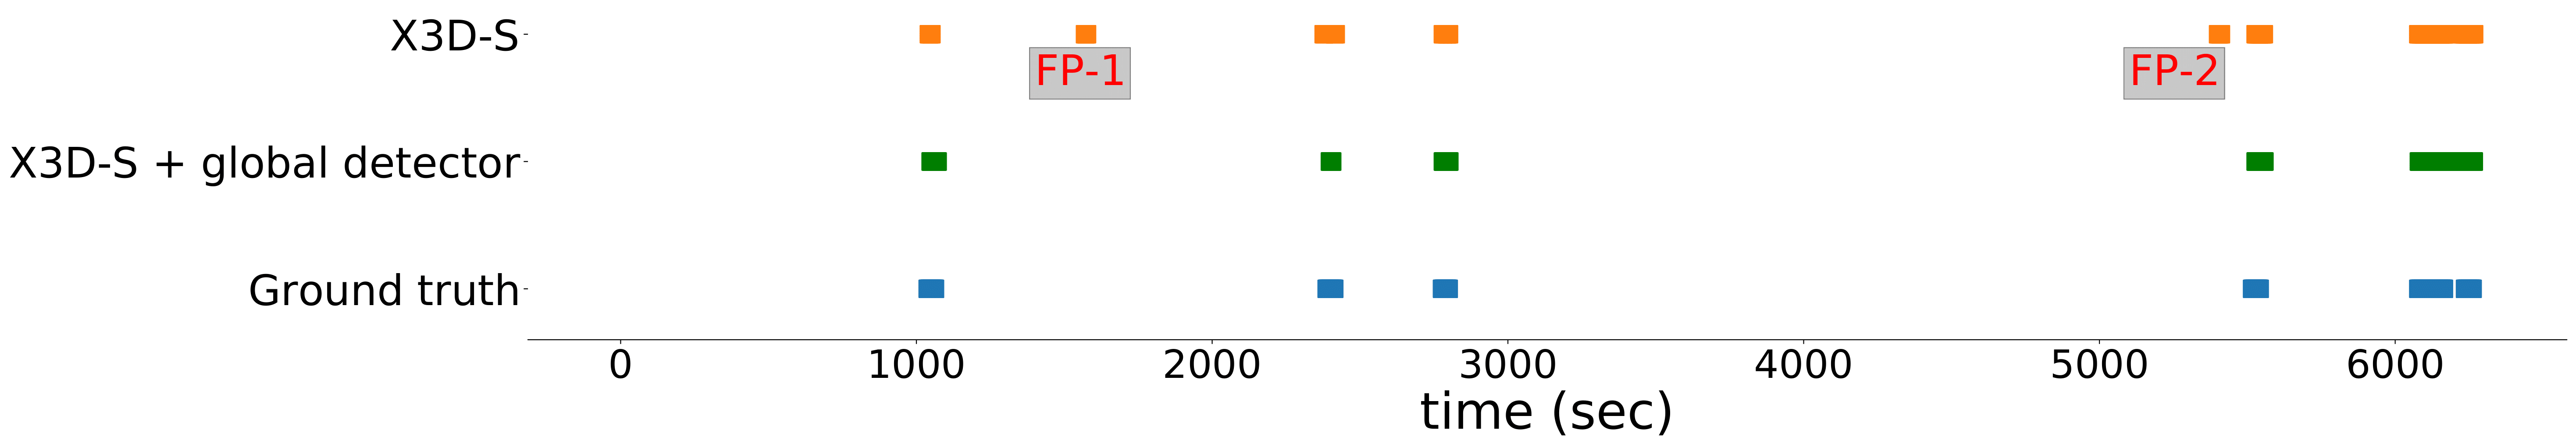 X3D-S
FP-1
FP-2
X3D-S + global detector
Ground truth
0 1000 2000 3000 4000 5000 6000
time (sec)